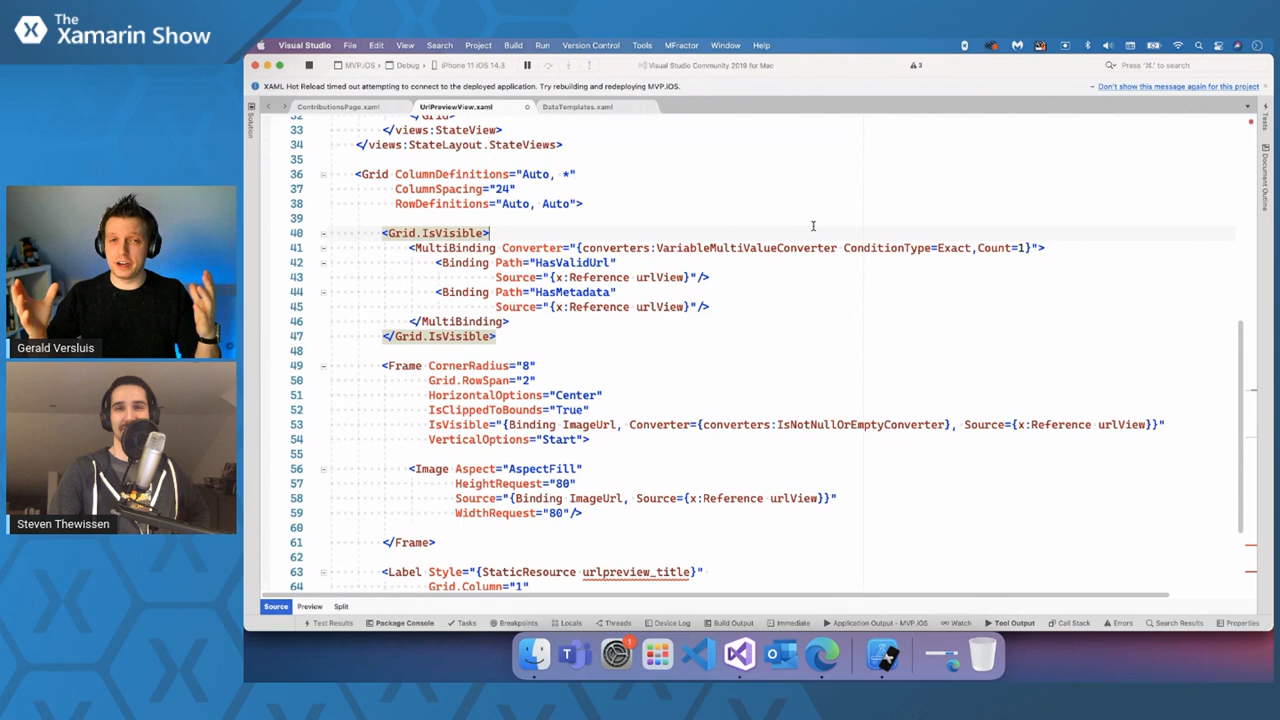 The
Xamarin Show
Gerald Versluis
Steven Thewissen
Visual Studio File Edit View Search Project Build Run Version Control Tools MFractor Window Help
MVP.iOS > Debug > iPhone 11 iOS 14.3
Visual Studio Community 2019 for Mac
3
Press '⌘.' to search
XAML Hot Reload timed out attempting to connect to the deployed application. Try rebuilding and redeploying MVP.iOS.
Don't show this message again for this project
ContributionsPage.xaml UrlPreviewView.xaml DataTemplates.xaml
Solution
Tests
Document Outline
32 </Grid>
33 </views:StateView>
34 </views:StateLayout.StateViews>
35
36 <Grid ColumnDefinitions="Auto, *"
37 ColumnSpacing="24"
38 RowDefinitions="Auto, Auto">
39
40 <Grid.IsVisible>
41 <MultiBinding Converter="{converters:VariableMultiValueConverter ConditionType=Exact,Count=1}">
42 <Binding Path="HasValidUrl"
43 Source="{x:Reference urlView}"/>
44 <Binding Path="HasMetadata"
45 Source="{x:Reference urlView}"/>
46 </MultiBinding>
47 </Grid.IsVisible>
48
49 <Frame CornerRadius="8"
50 Grid.RowSpan="2"
51 HorizontalOptions="Center"
52 IsClippedToBounds="True"
53 IsVisible="{Binding ImageUrl, Converter={converters:IsNotNullOrEmptyConverter}, Source={x:Reference urlView}}"
54 VerticalOptions="Start">
55
56 <Image Aspect="AspectFill"
57 HeightRequest="80"
58 Source="{Binding ImageUrl, Source={x:Reference urlView}}"
59 WidthRequest="80"/>
60
61 </Frame>
62
63 <Label Style="{StaticResource urlpreview_title}"
64 Grid.Column="1"
Source Preview Split
Test Results Package Console Tasks Breakpoints Locals Threads Device Log Build Output Immediate Application Output - MVP.iOS Watch Tool Output Call Stack Errors Search Results Properties
1